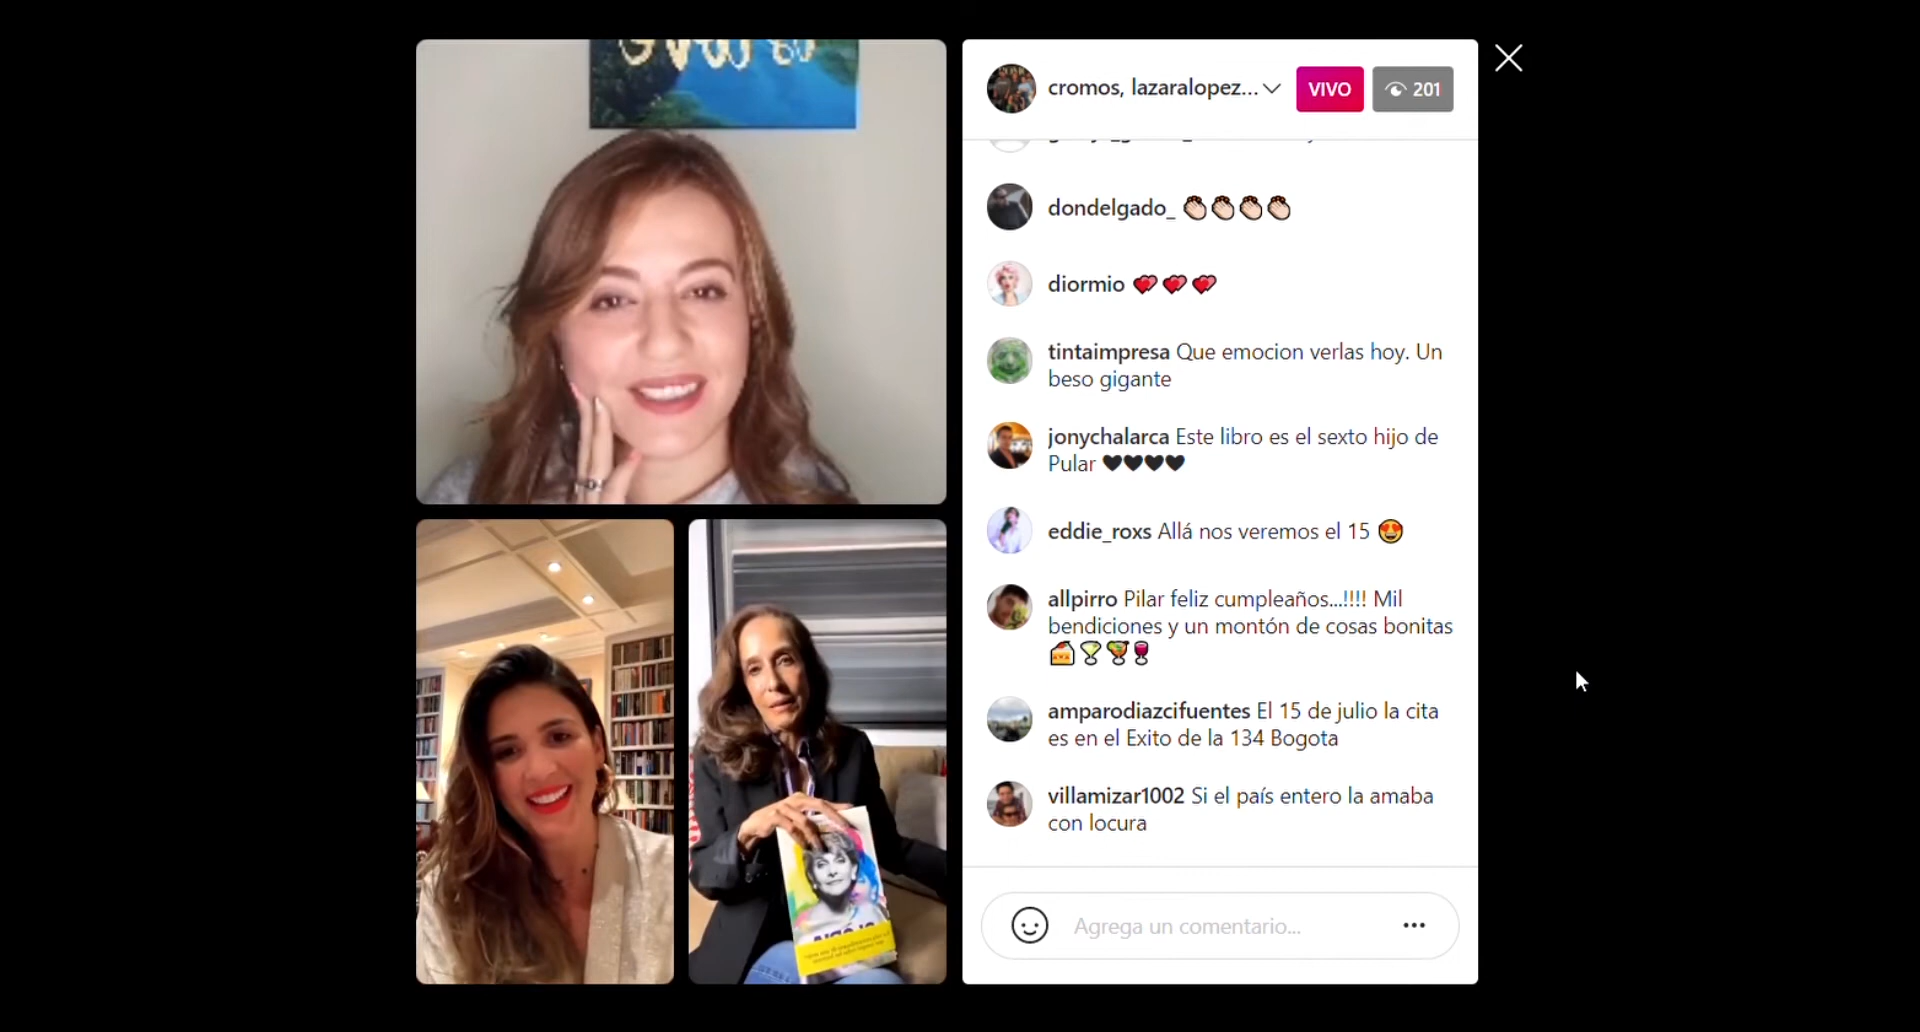 cromos, lazaralopez...
VIVO
201
dondelgado_ 👏🏻👏🏻👏🏻👏🏻
diormio 💕💕💕
tintaimpresa Que emocion verlas hoy. Un
beso gigante
jonychalarca Este libro es el sexto hijo de
Pular 🖤🖤🖤🖤
eddie_roxs Allá nos veremos el 15 😍
allpirro Pilar feliz cumpleaños...!!!! Mil
bendiciones y un montón de cosas bonitas
🍰🍸🍹🍷
amparodiazcifuentes El 15 de julio la cita
es en el Exito de la 134 Bogota
villamizar1002 Si el país entero la amaba
con locura
Agrega un comentario...